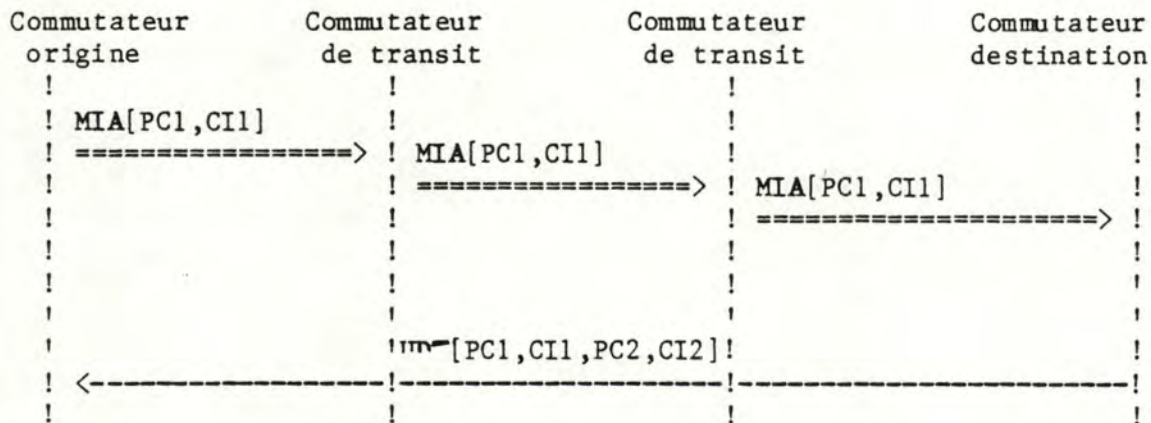 Commutateur Commutateur Commutateur Commutateur
origine de transit de transit destination
MIA[PC1,CI1]
MIA[PC1,CI1]
MIA[PC1,CI1]
[PC1,CI1,PC2,CI2]